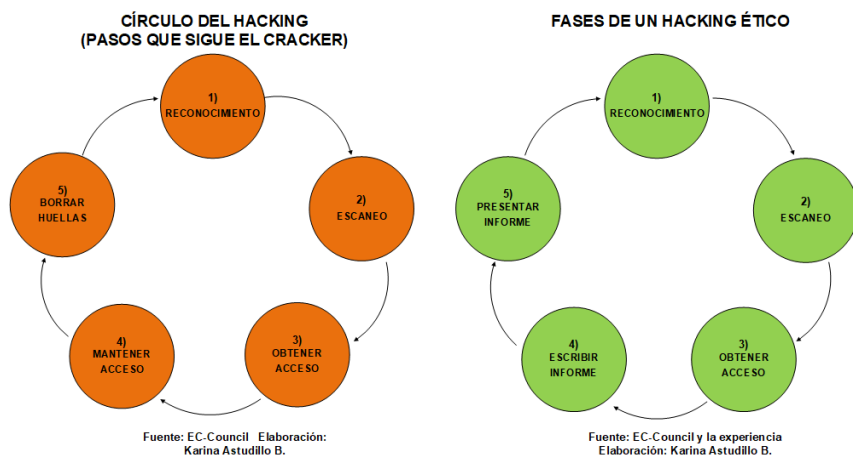 CÍRCULO DEL HACKING
(PASOS QUE SIGUE EL CRACKER)
1)
RECONOCIMIENTO
2)
ESCANEO
3)
OBTENER
ACCESO
4)
MANTENER
ACCESO
5)
BORRAR
HUELLAS
Fuente: EC-Council Elaboración:
Karina Astudillo B.
FASES DE UN HACKING ÉTICO
1)
RECONOCIMIENTO
2)
ESCANEO
3)
OBTENER
ACCESO
4)
ESCRIBIR
INFORME
5)
PRESENTAR
INFORME
Fuente: EC-Council y la experiencia
Elaboración: Karina Astudillo B.